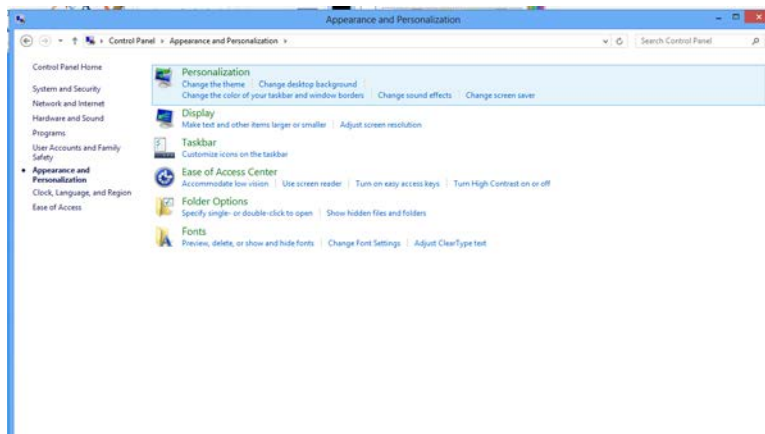 Appearance and Personalization
Control Panel
Appearance and Personalization
Search Control Panel
Control Panel Home
System and Security
Network and Internet
Hardware and Sound
Programs
User Accounts and Family
Safety
Appearance and
Personalization
Clock, Language, and Region
Ease of Access
Personalization
Change the theme
Change desktop background
Change the color of your taskbar and window borders
Change sound effects
Change screen saver
Display
Make text and other items larger or smaller
Adjust screen resolution
Taskbar
Customize icons on the taskbar
Ease of Access Center
Accommodate low vision
Use screen reader
Turn on easy access keys
Turn High Contrast on or off
Folder Options
Specify single- or double-click to open
Show hidden files and folders
Fonts
Preview, delete, or show and hide fonts
Change Font Settings
Adjust ClearType text